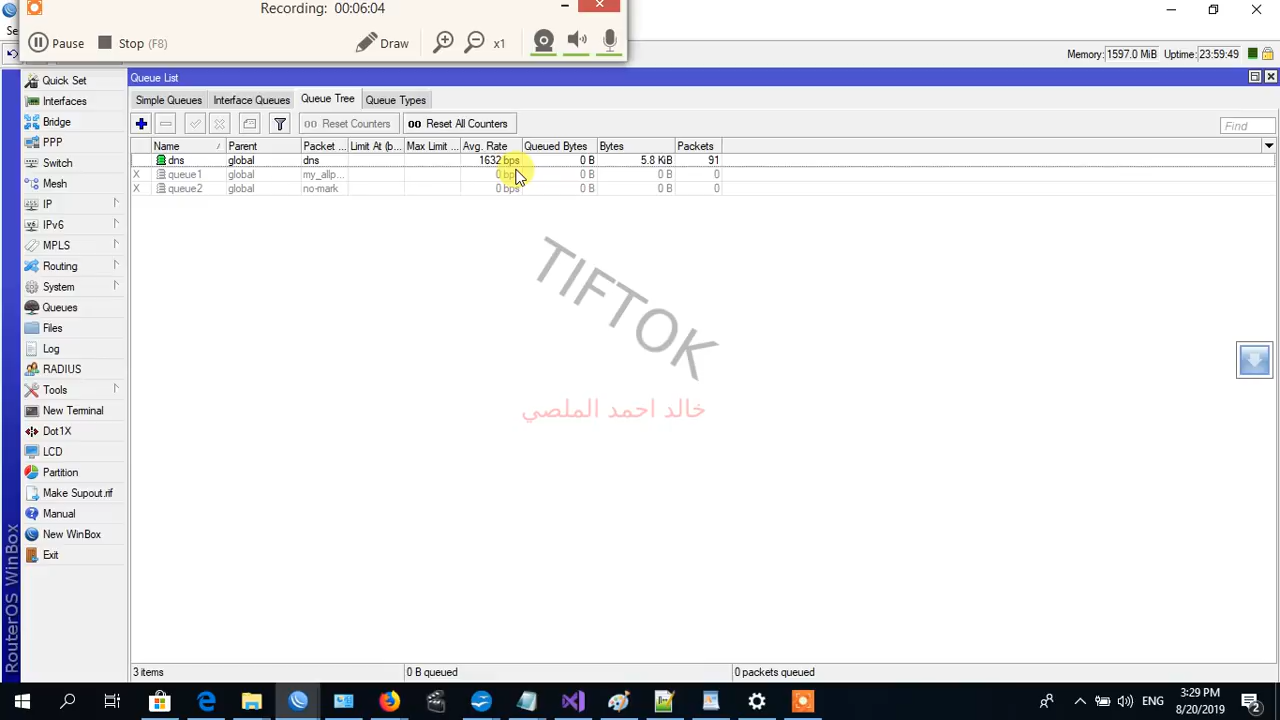 Recording: 00:06:04
Pause
Stop (F8)
Draw
x1
Se
Memory: 1597.0 MiB Uptime: 23:59:49
Queue List
Simple Queues
Interface Queues
Queue Tree
Queue Types
00 Reset Counters
00 Reset All Counters
Find
Name / Parent Packet ... Limit At (b... Max Limit ... Avg. Rate Queued Bytes Bytes Packets
dns global dns 1632 bps 0 B 5.8 KiB 91
X queue1 global my_allp... 0 bps 0 B 0 B 0
X queue2 global no-mark 0 bps 0 B 0 B 0
Quick Set
Interfaces
Bridge
PPP
Switch
Mesh
IP
IPv6
MPLS
Routing
System
Queues
Files
Log
RADIUS
Tools
New Terminal
Dot1X
LCD
Partition
Make Supout.rif
Manual
New WinBox
Exit
RouterOS WinBox
TIFTOK
خالد احمد الملصي
3 items
0 B queued
0 packets queued
ENG
3:29 PM
8/20/2019
2